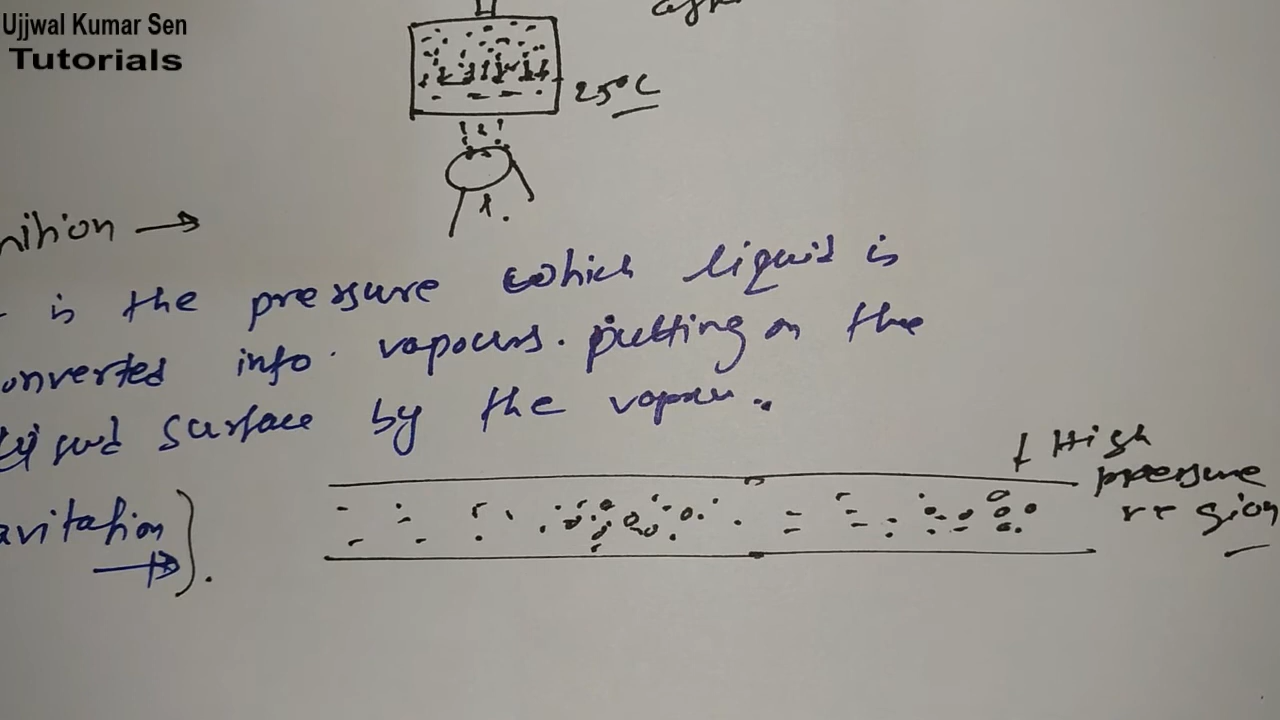 Ujjwal Kumar Sen
Tutorials
25°C
nition →
is the pressure which liquid is
onverted into vapours. putting on the
surface by the vapour.
avitation
High
pressure
region